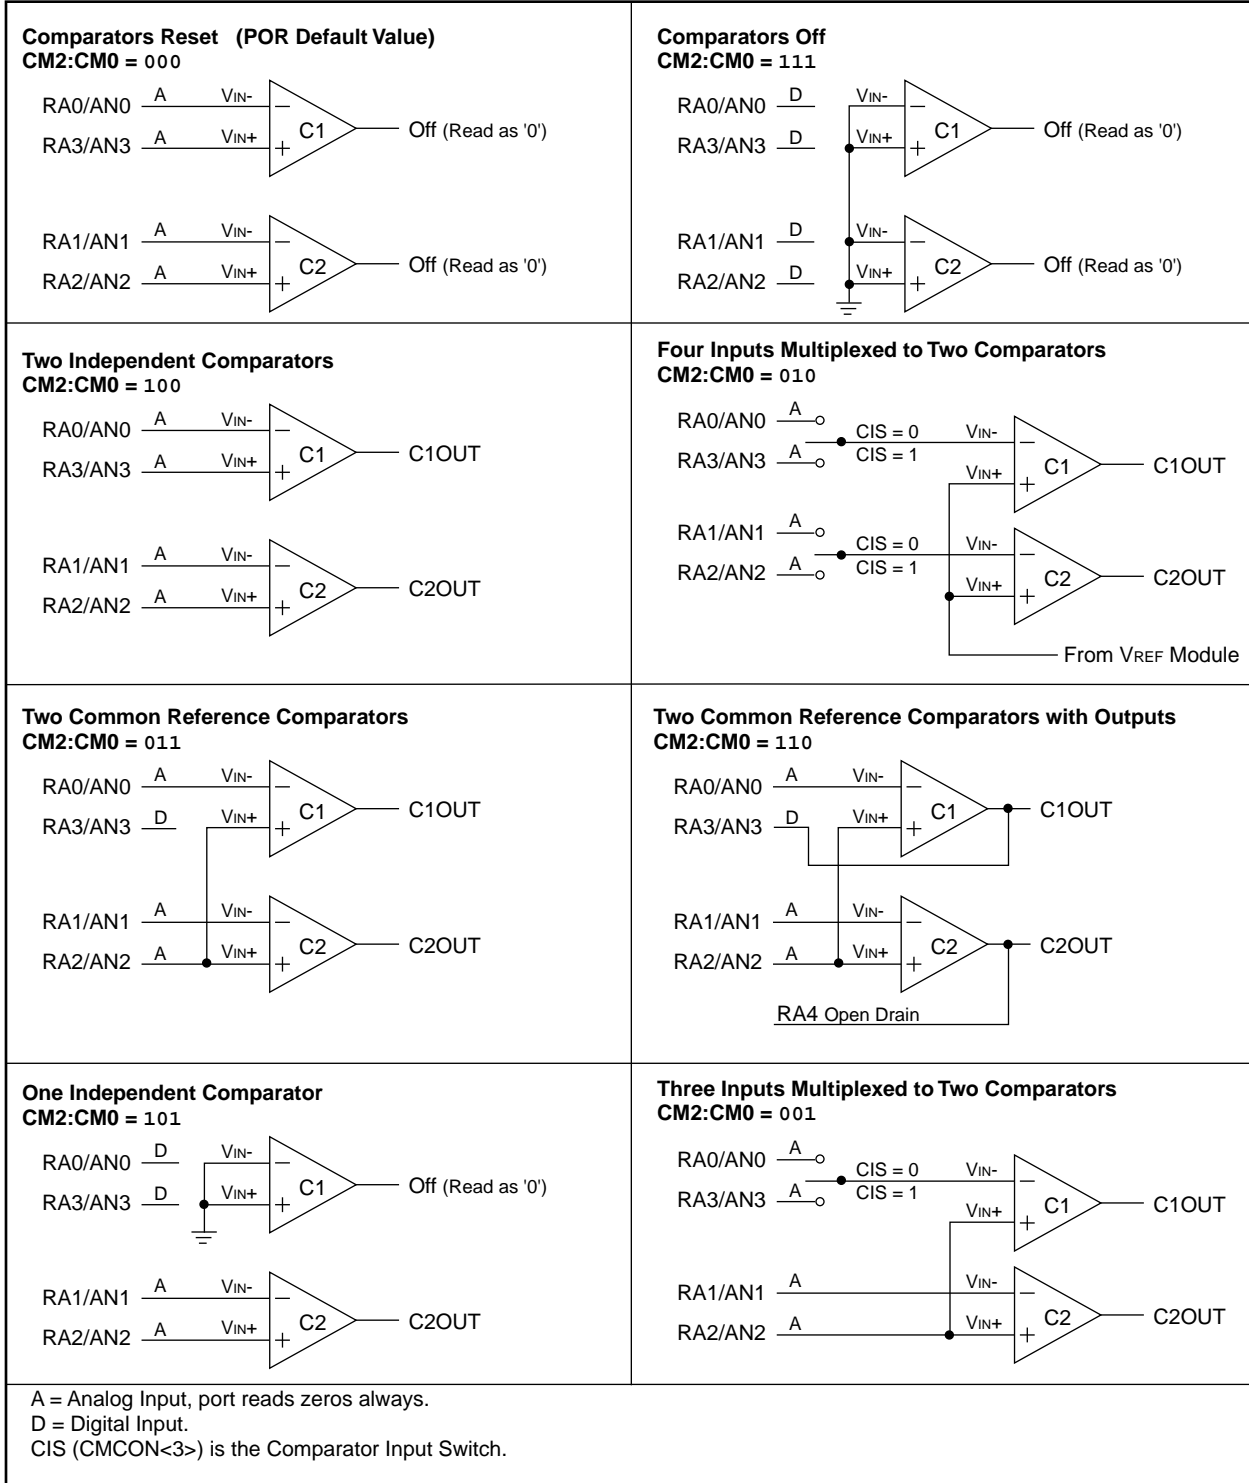 Comparators Reset (POR Default Value)
CM2:CM0 = 000
RA0/AN0 A VIN- −
RA3/AN3 A VIN+ + C1 Off (Read as '0')
RA1/AN1 A VIN- −
RA2/AN2 A VIN+ + C2 Off (Read as '0')
Comparators Off
CM2:CM0 = 111
RA0/AN0 D VIN- −
RA3/AN3 D VIN+ + C1 Off (Read as '0')
RA1/AN1 D VIN- −
RA2/AN2 D VIN+ + C2 Off (Read as '0')
Two Independent Comparators
CM2:CM0 = 100
RA0/AN0 A VIN- −
RA3/AN3 A VIN+ + C1 C1OUT
RA1/AN1 A VIN- −
RA2/AN2 A VIN+ + C2 C2OUT
Four Inputs Multiplexed to Two Comparators
CM2:CM0 = 010
RA0/AN0 A CIS = 0 VIN- −
RA3/AN3 A CIS = 1 VIN+ + C1 C1OUT
RA1/AN1 A CIS = 0 VIN- −
RA2/AN2 A CIS = 1 VIN+ + C2 C2OUT
From VREF Module
Two Common Reference Comparators
CM2:CM0 = 011
RA0/AN0 A VIN- −
RA3/AN3 D VIN+ + C1 C1OUT
RA1/AN1 A VIN- −
RA2/AN2 A VIN+ + C2 C2OUT
Two Common Reference Comparators with Outputs
CM2:CM0 = 110
RA0/AN0 A VIN- −
RA3/AN3 D VIN+ + C1 C1OUT
RA1/AN1 A VIN- −
RA2/AN2 A VIN+ + C2 C2OUT
RA4 Open Drain
One Independent Comparator
CM2:CM0 = 101
RA0/AN0 D VIN- −
RA3/AN3 D VIN+ + C1 Off (Read as '0')
RA1/AN1 A VIN- −
RA2/AN2 A VIN+ + C2 C2OUT
Three Inputs Multiplexed to Two Comparators
CM2:CM0 = 001
RA0/AN0 A CIS = 0 VIN- −
RA3/AN3 A CIS = 1 VIN+ + C1 C1OUT
RA1/AN1 A VIN- −
RA2/AN2 A VIN+ + C2 C2OUT
A = Analog Input, port reads zeros always.
D = Digital Input.
CIS (CMCON<3>) is the Comparator Input Switch.